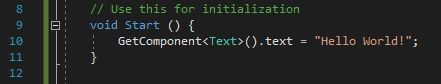 8 // Use this for initialization
9 void Start () {
10 GetComponent<Text>().text = "Hello World!";
11 }
12